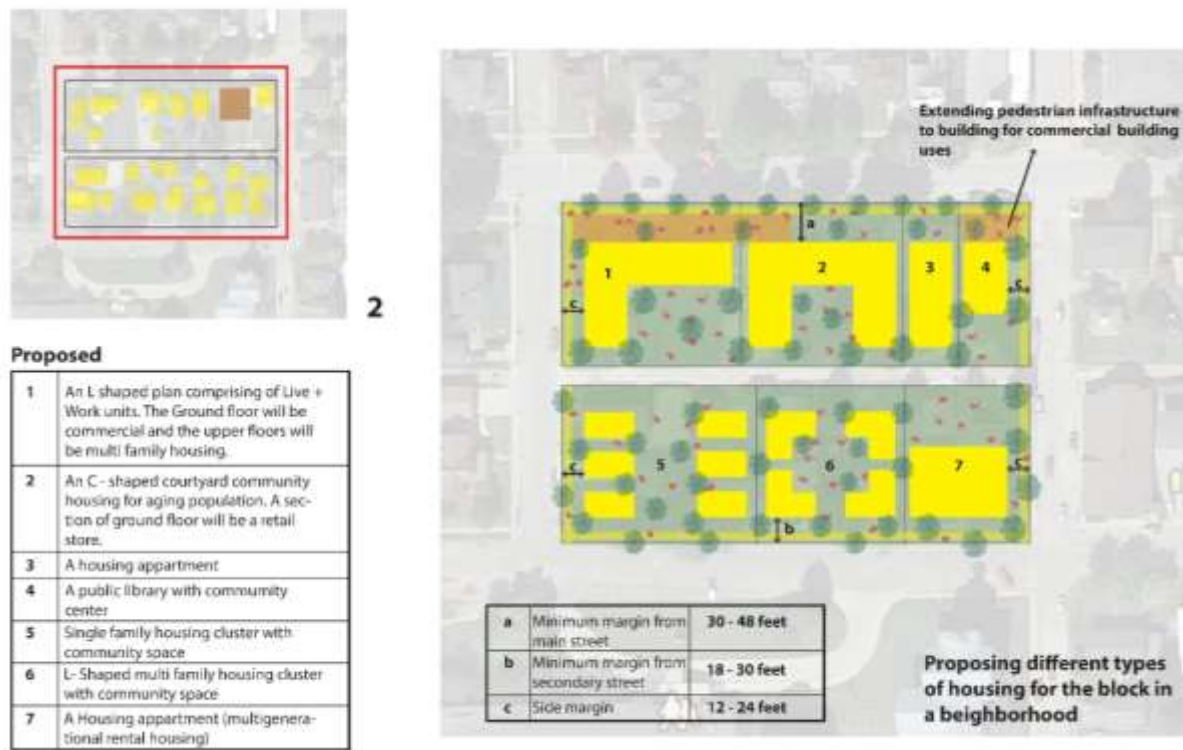 2
Proposed
1
An L shaped plan comprising of Live +
Work units. The Ground floor will be
commercial and the upper floors will
be multi family housing.
2
An C - shaped courtyard community
housing for aging population. A sec-
tion of ground floor will be a retail
store.
3
A housing appartment
4
A public library with community
center
5
Single family housing cluster with
community space
6
L- Shaped multi family housing cluster
with community space
7
A Housing appartment (multigenera-
tional rental housing)
Extending pedestrian infrastructure
to building for commercial building
uses
a
1
2
3
4
c
c
5
6
7
c
c
b
a
Minimum margin from
main street
30 - 48 feet
b
Minimum margin from
secondary street
18 - 30 feet
c
Side margin
12 - 24 feet
Proposing different types
of housing for the block in
a beighborhood